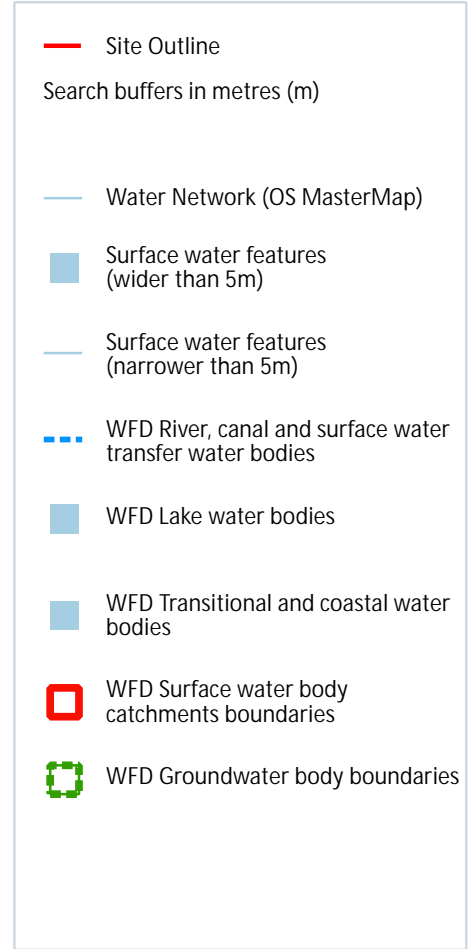 Site Outline
Search buffers in metres (m)
Water Network (OS MasterMap)
Surface water features
(wider than 5m)
Surface water features
(narrower than 5m)
WFD River, canal and surface water
transfer water bodies
WFD Lake water bodies
WFD Transitional and coastal water
bodies
WFD Surface water body
catchments boundaries
WFD Groundwater body boundaries